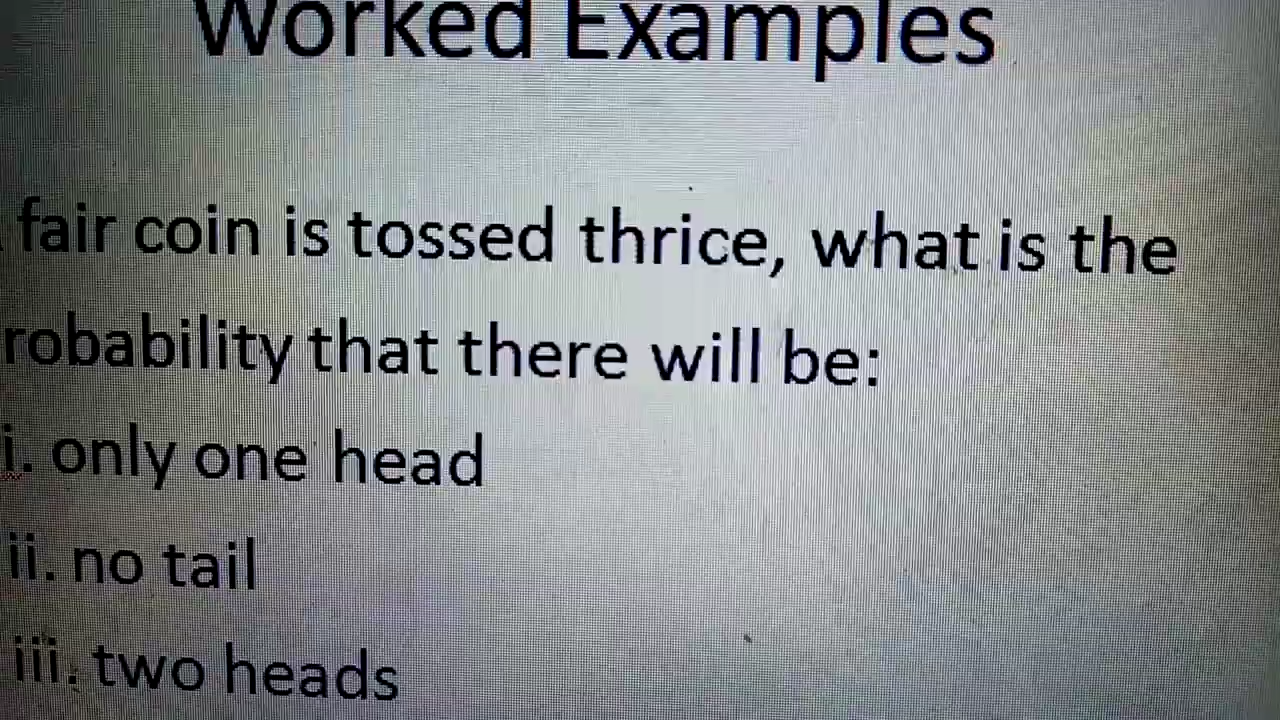 Worked Examples
fair coin is tossed thrice, what is the
robability that there will be:
i. only one head
ii. no tail
iii. two heads